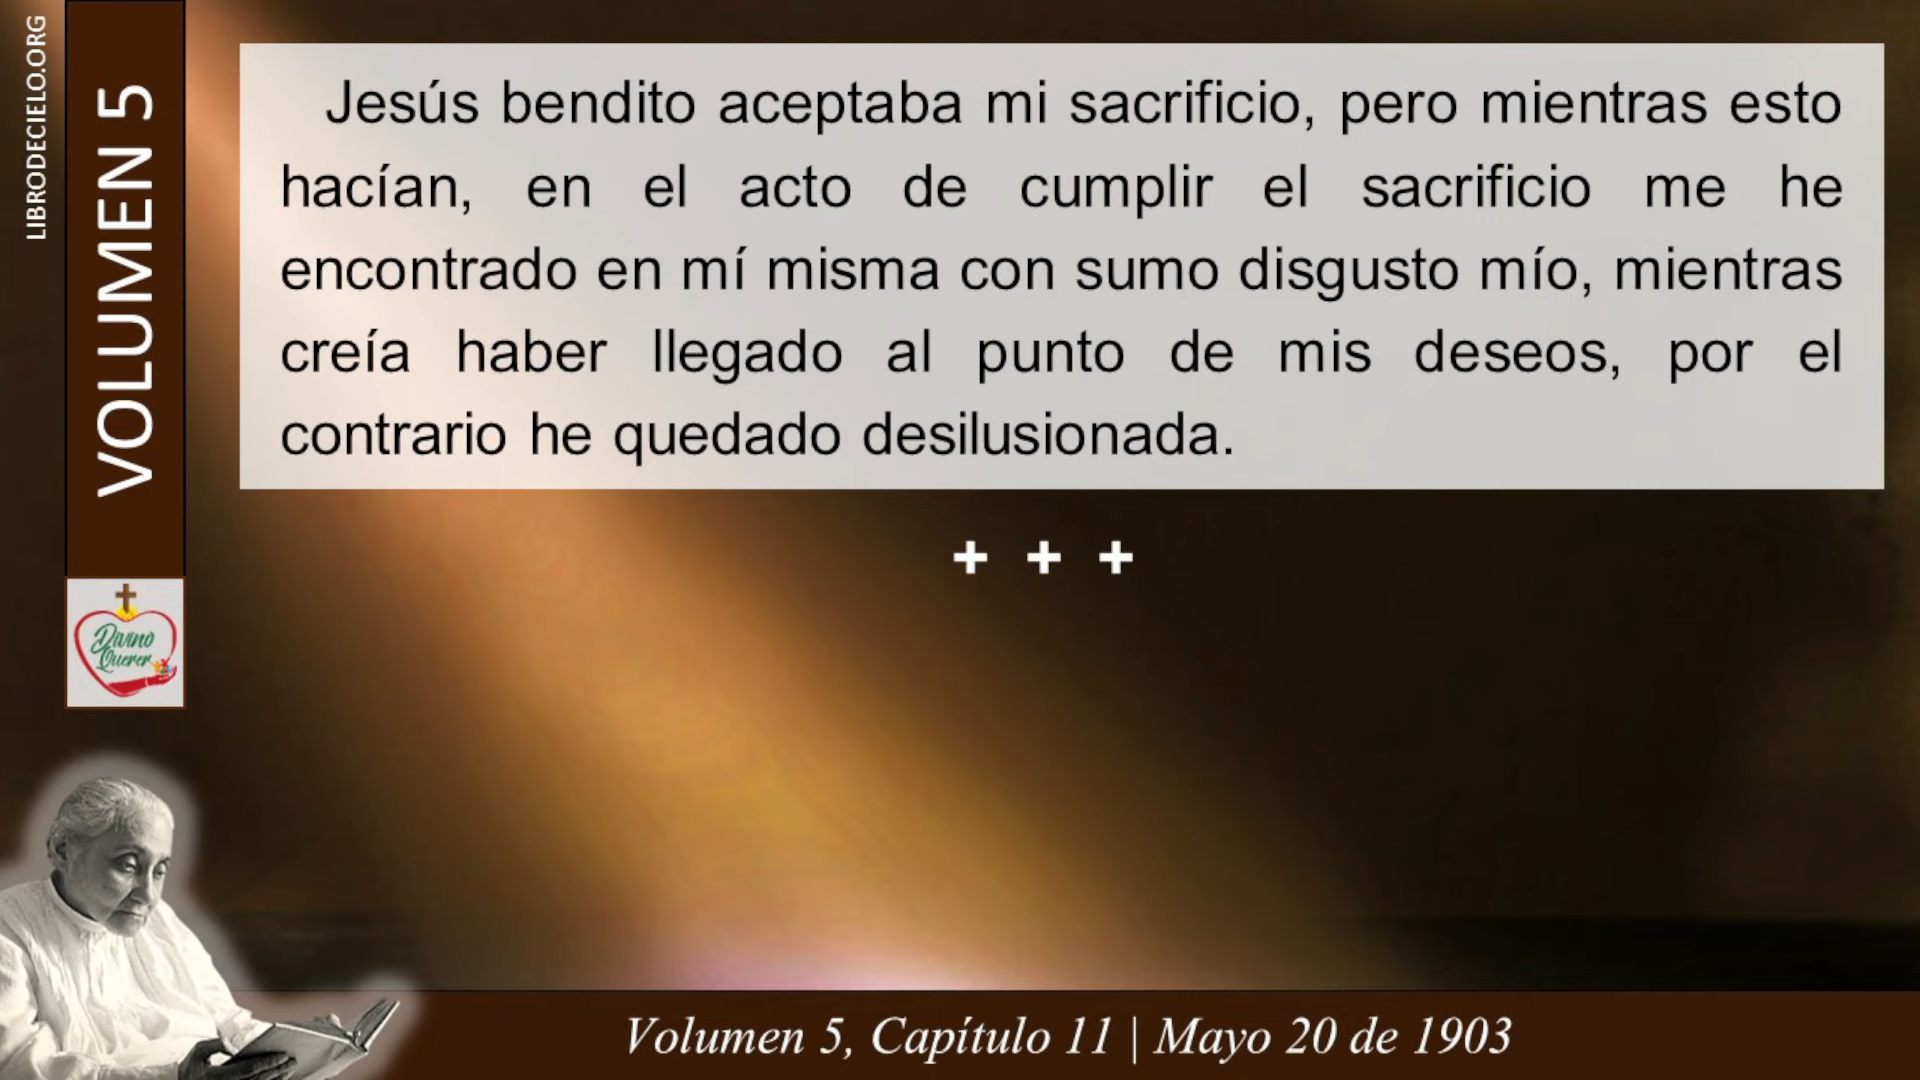 LIBRODECIELO.ORG
VOLUMEN 5
Jesús bendito aceptaba mi sacrificio, pero mientras esto
hacían, en el acto de cumplir el sacrificio me he
encontrado en mí misma con sumo disgusto mío, mientras
creía haber llegado al punto de mis deseos, por el
contrario he quedado desilusionada.
+ + +
Divino
Querer
Volumen 5, Capítulo 11 | Mayo 20 de 1903